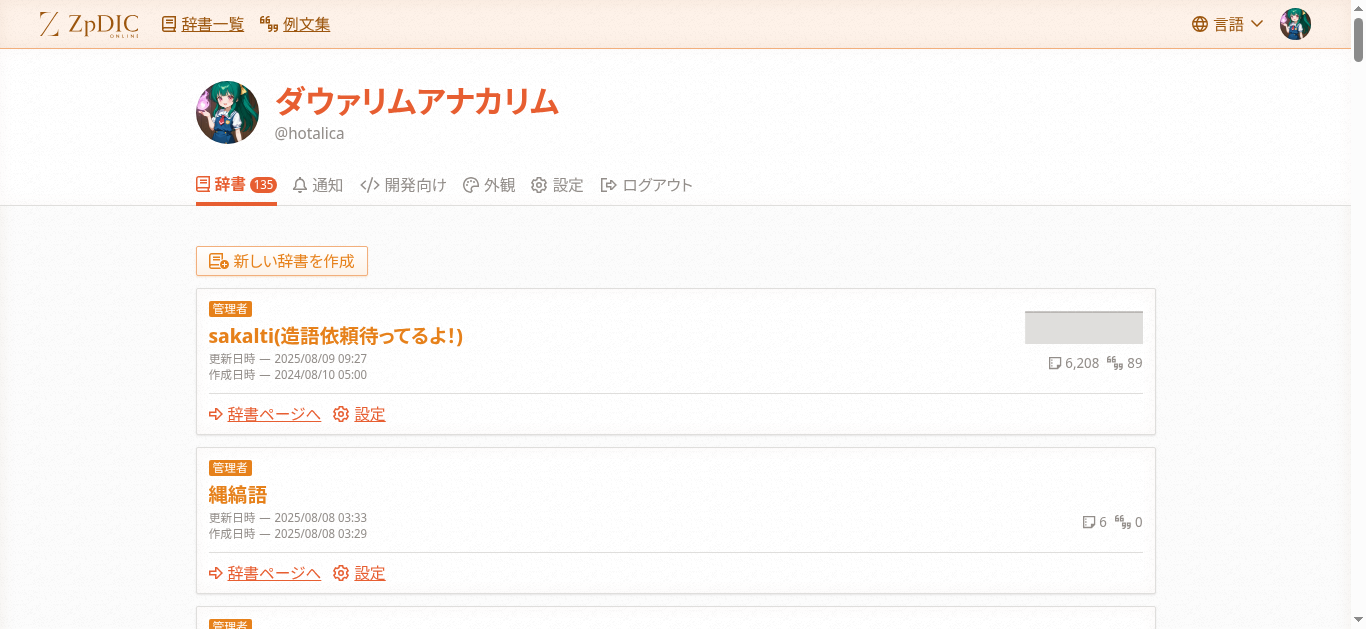 ZpDIC ONLINE 辞書一覧 例文集 言語
ダウァリムアナカリム
@hotalica
辞書 135 通知 開発向け 外観 設定 ログアウト
新しい辞書を作成
管理者
sakalti(造語依頼待ってるよ!)
更新日時 — 2025/08/09 09:27
作成日時 — 2024/08/10 05:00
6,208 89
辞書ページへ 設定
管理者
縄縞語
更新日時 — 2025/08/08 03:33
作成日時 — 2025/08/08 03:29
6 0
辞書ページへ 設定
管理者